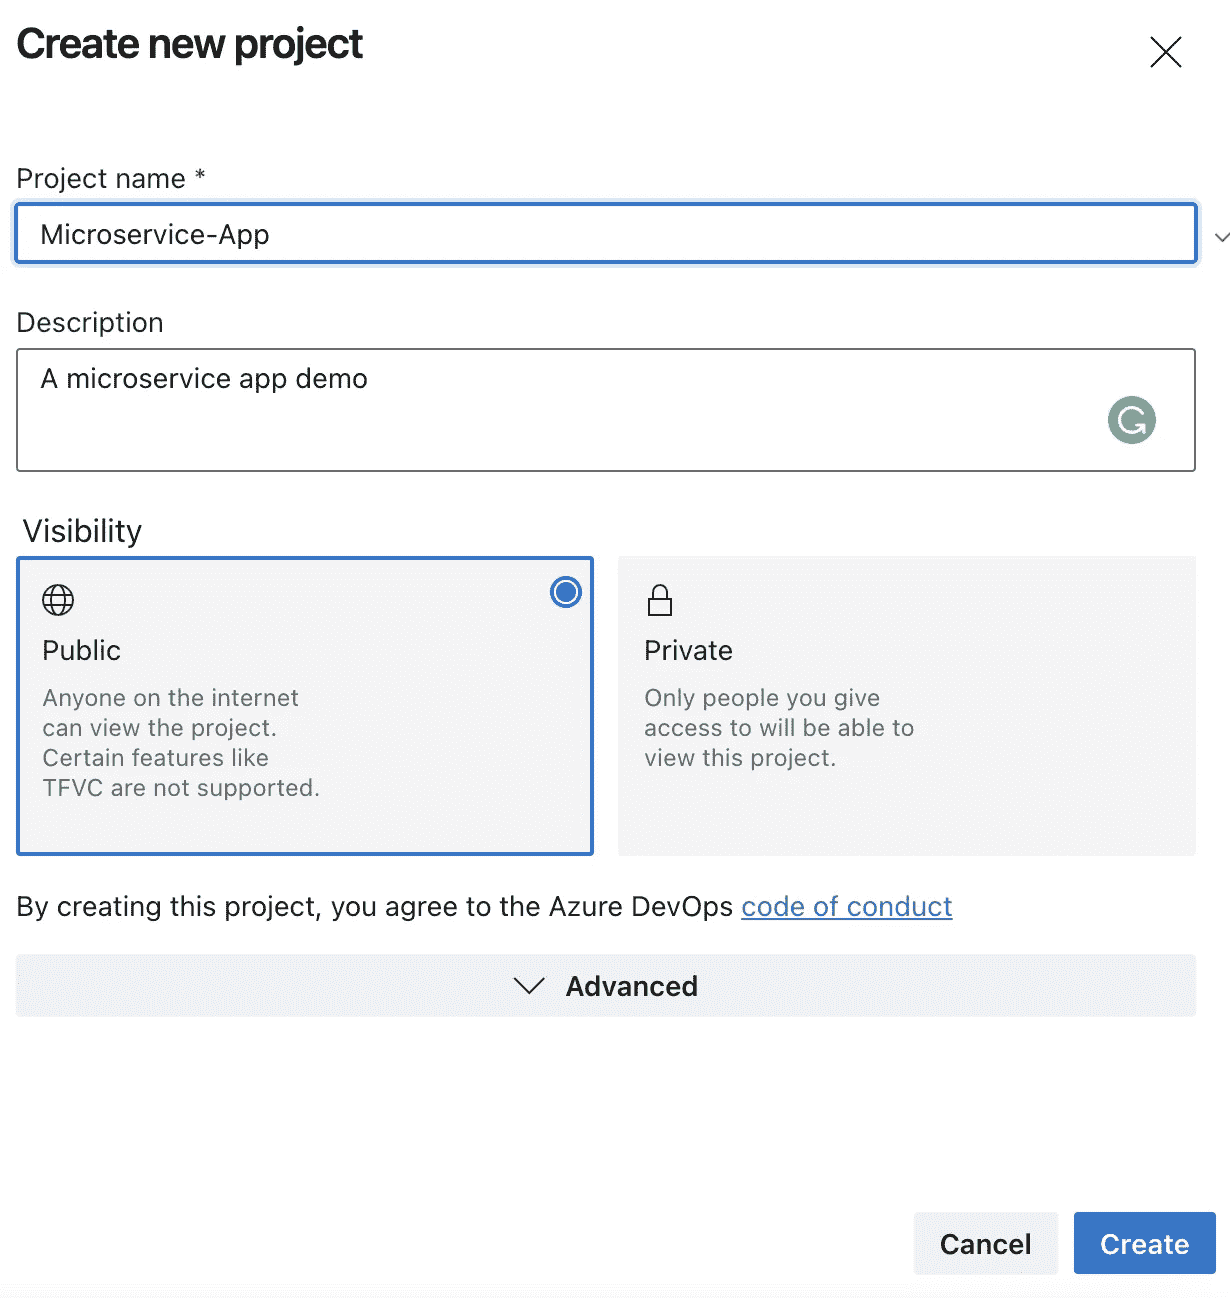 Create new project
Project name *
Microservice-App
Description
A microservice app demo
Visibility
Public
Anyone on the internet
can view the project.
Certain features like
TFVC are not supported.
Private
Only people you give
access to will be able to
view this project.
By creating this project, you agree to the Azure DevOps code of conduct
Advanced
Cancel
Create